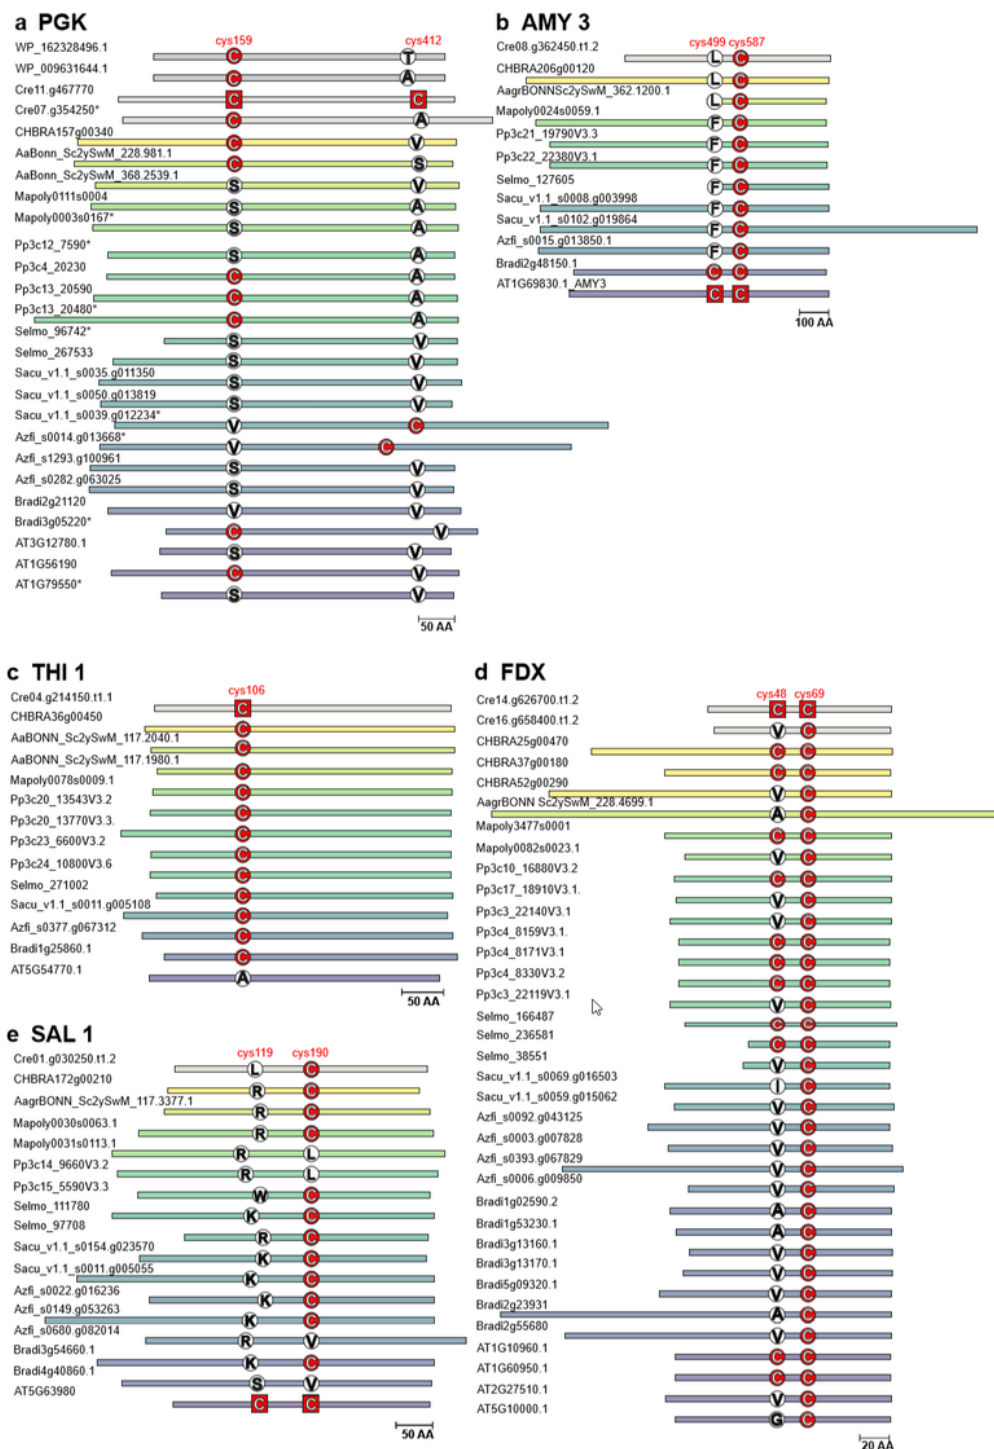 a PGK
cys159 cys412
WP_162328496.1 C T
WP_009631644.1 C A
Cre11.g467770 C C
Cre07.g354250* C A
CHBRA157g00340 C V
AaBonn_Sc2ySwM_228.981.1 C S
AaBonn_Sc2ySwM_368.2539.1 S V
Mapoly0111s0004 S A
Mapoly0003s0167* S A
Pp3c12_7590* S A
Pp3c4_20230 C A
Pp3c13_20590 C A
Pp3c13_20480* C A
Selmo_96742* S V
Selmo_267533 S V
Sacu_v1.1_s0035.g011350 S V
Sacu_v1.1_s0050.g013819 S V
Sacu_v1.1_s0039.g012234* V C
Azfi_s0014.g013668* V C
Azfi_s1293.g100961 S V
Azfi_s0282.g063025 S V
Bradi2g21120 V V
Bradi3g05220* C V
AT3G12780.1 S V
AT1G56190 C V
AT1G79550* S V
50 AA
b AMY 3
cys499 cys587
Cre08.g362450.t1.2 L C
CHBRA206g00120 L C
AagrBONNSc2ySwM_362.1200.1 L C
Mapoly0024s0059.1 F C
Pp3c21_19790V3.3 F C
Pp3c22_22380V3.1 F C
Selmo_127605 F C
Sacu_v1.1_s0008.g003998 F C
Sacu_v1.1_s0102.g019864 F C
Azfi_s0015.g013850.1 F C
Bradi2g48150.1 C C
AT1G69830.1_AMY3 C C
100 AA
c THI 1
cys106
Cre04.g214150.t1.1 C
CHBRA36g00450 C
AaBONN_Sc2ySwM_117.2040.1 C
AaBONN_Sc2ySwM_117.1980.1 C
Mapoly0078s0009.1 C
Pp3c20_13543V3.2 C
Pp3c20_13770V3.3. C
Pp3c23_6600V3.2 C
Pp3c24_10800V3.6 C
Selmo_271002 C
Sacu_v1.1_s0011.g005108 C
Azfi_s0377.g067312 C
Bradi1g25860.1 C
AT5G54770.1 A
50 AA
d FDX
cys48 cys69
Cre14.g626700.t1.2 C C
Cre16.g658400.t1.2 V C
CHBRA25g00470 C C
CHBRA37g00180 C C
CHBRA52g00290 V C
AagrBONN Sc2ySwM_228.4699.1 A C
Mapoly3477s0001 C C
Mapoly0082s0023.1 V C
Pp3c10_16880V3.2 C C
Pp3c17_18910V3.1. V C
Pp3c3_22140V3.1 V C
Pp3c4_8159V3.1. C C
Pp3c4_8171V3.1 C C
Pp3c4_8330V3.2 C C
Pp3c3_22119V3.1 V C
Selmo_166487 C C
Selmo_236581 C C
Selmo_38551 V C
Sacu_v1.1_s0069.g016503 I C
Sacu_v1.1_s0059.g015062 V C
Azfi_s0092.g043125 V C
Azfi_s0003.g007828 V C
Azfi_s0393.g067829 V C
Azfi_s0006.g009850 V C
Bradi1g02590.2 A C
Bradi1g53230.1 A C
Bradi3g13160.1 V C
Bradi3g13170.1 V C
Bradi5g09320.1 V C
Bradi2g23931 A C
Bradi2g55680 V C
AT1G10960.1 C C
AT1G60950.1 C C
AT2G27510.1 V C
AT5G10000.1 G C
20 AA
e SAL 1
cys119 cys190
Cre01.g030250.t1.2 L C
CHBRA172g00210 R C
AagrBONN_Sc2ySwM_117.3377.1 R C
Mapoly0030s0063.1 R C
Mapoly0031s0113.1 R L
Pp3c14_9660V3.2 R L
Pp3c15_5590V3.3 W C
Selmo_111780 K C
Selmo_97708 R C
Sacu_v1.1_s0154.g023570 K C
Sacu_v1.1_s0011.g005055 K C
Azfi_s0022.g016236 K C
Azfi_s0149.g053263 K C
Azfi_s0680.g082014 R V
Bradi3g54660.1 K C
Bradi4g40860.1 S V
AT5G63980 C C
50 AA